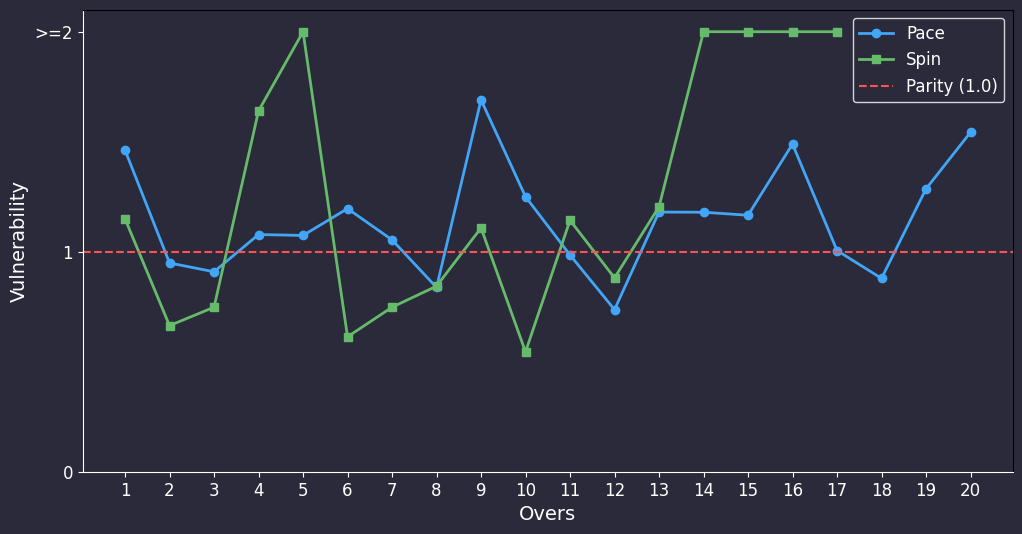 >=2
1
0
Vulnerability
Pace
Spin
Parity (1.0)
1 2 3 4 5 6 7 8 9 10 11 12 13 14 15 16 17 18 19 20
Overs